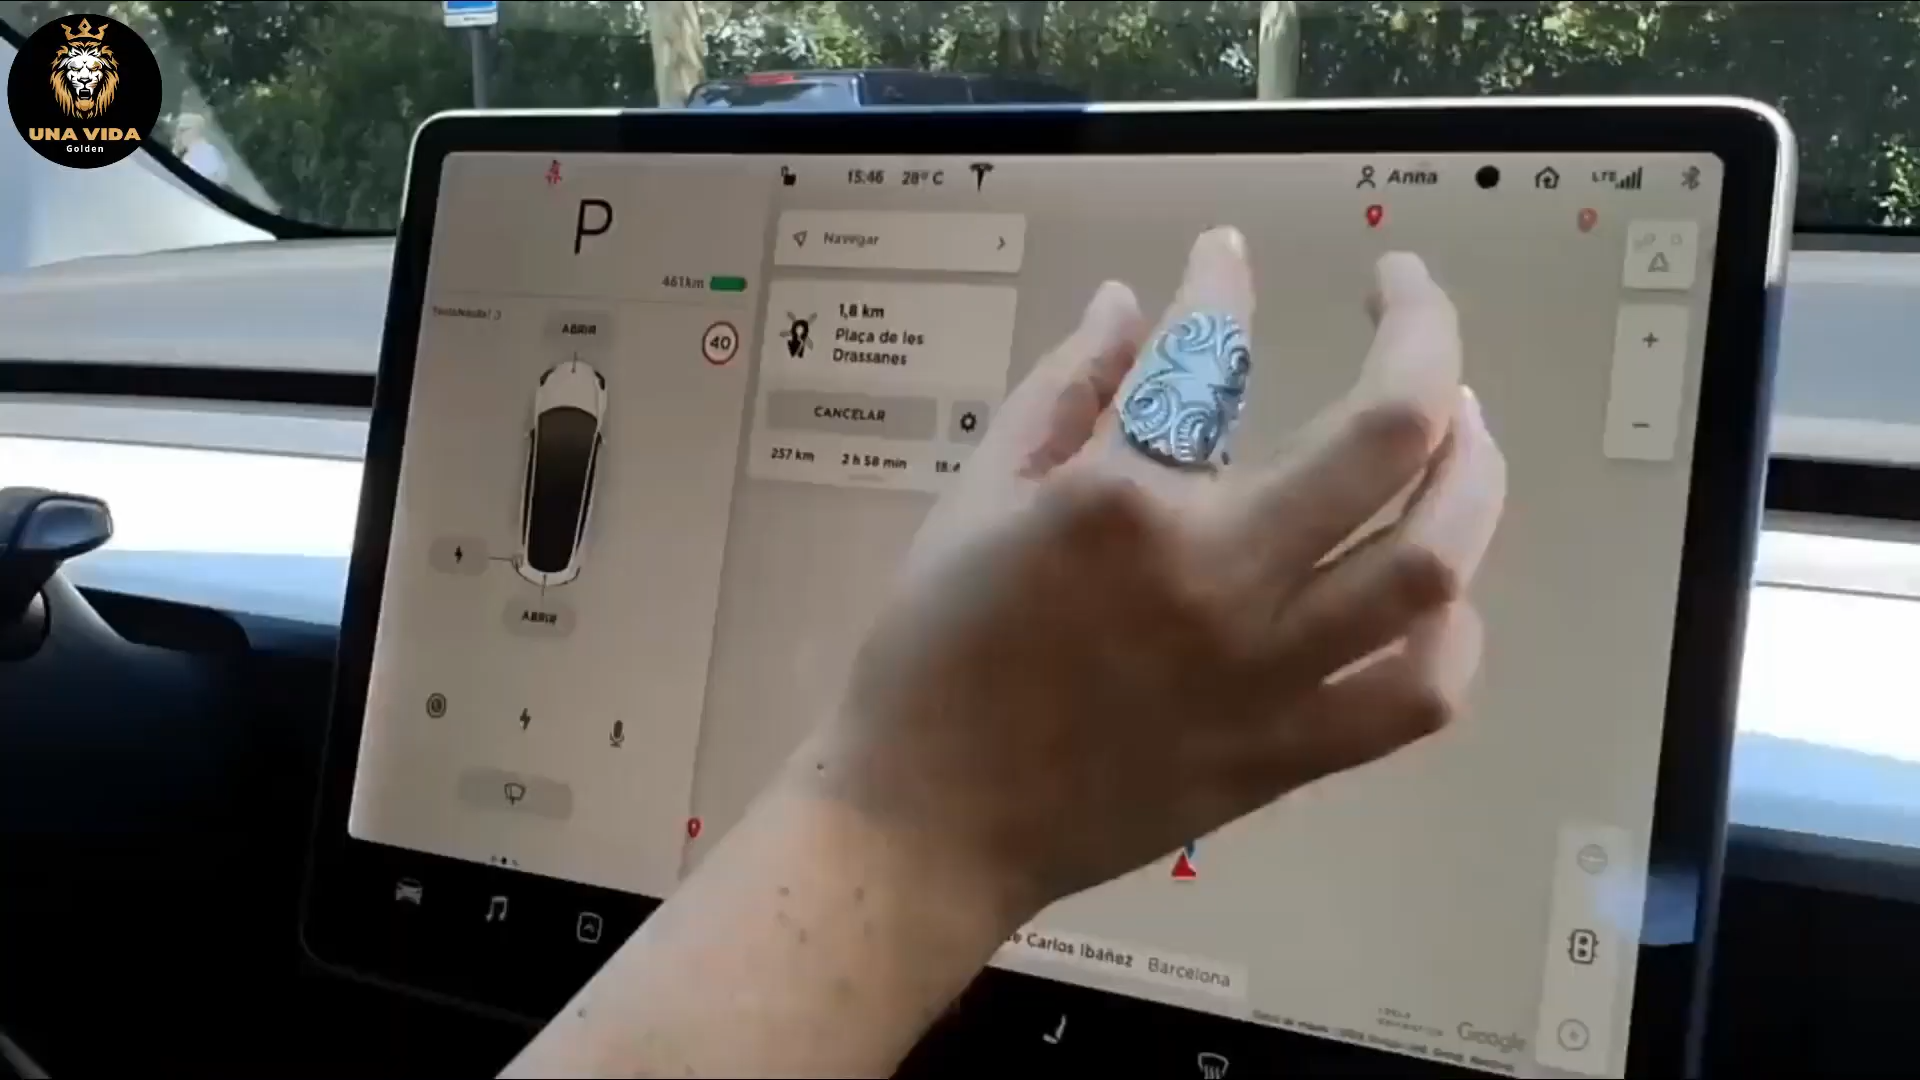 UNA VIDA
Golden
15:46 28° C
Anna
LTE
P
Navegar
461km
1,8 km
Plaça de les
Drassanes
ABRIR
40
CANCELAR
257 km 2 h 58 min
ABRIR
Carlos Ibáñez Barcelona
Google